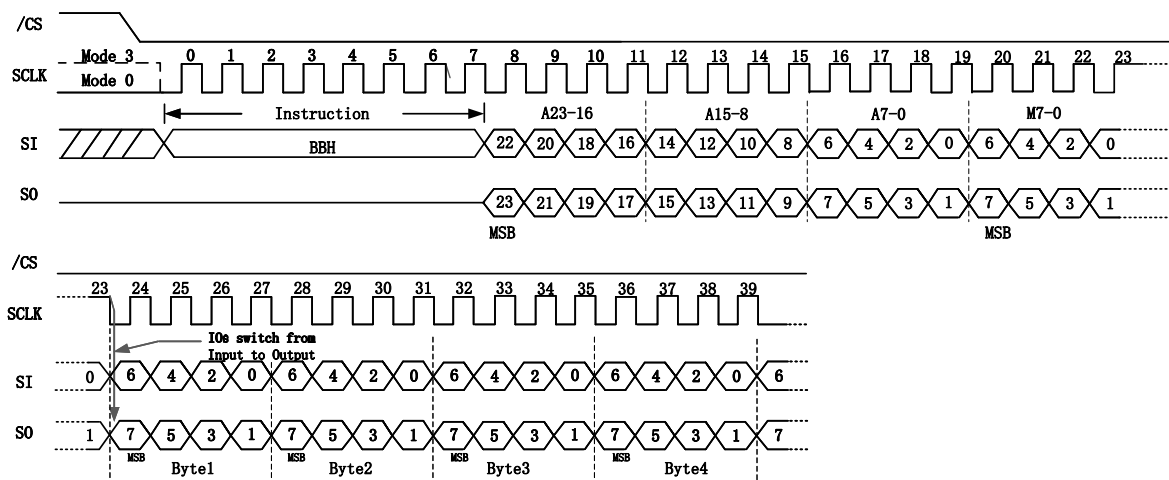 /CS
Mode 3 0 1 2 3 4 5 6 7 8 9 10 11 12 13 14 15 16 17 18 19 20 21 22 23
SCLK
Mode 0
Instruction A23-16 A15-8 A7-0 M7-0
SI BBH 22 20 18 16 14 12 10 8 6 4 2 0 6 4 2 0
SO 23 21 19 17 15 13 11 9 7 5 3 1 7 5 3 1
MSB MSB
/CS
23 24 25 26 27 28 29 30 31 32 33 34 35 36 37 38 39
SCLK
IOs switch from
Input to Output
SI 0 6 4 2 0 6 4 2 0 6 4 2 0 6 4 2 0 6
SO 1 7 5 3 1 7 5 3 1 7 5 3 1 7 5 3 1 7
MSB MSB MSB MSB
Byte1 Byte2 Byte3 Byte4